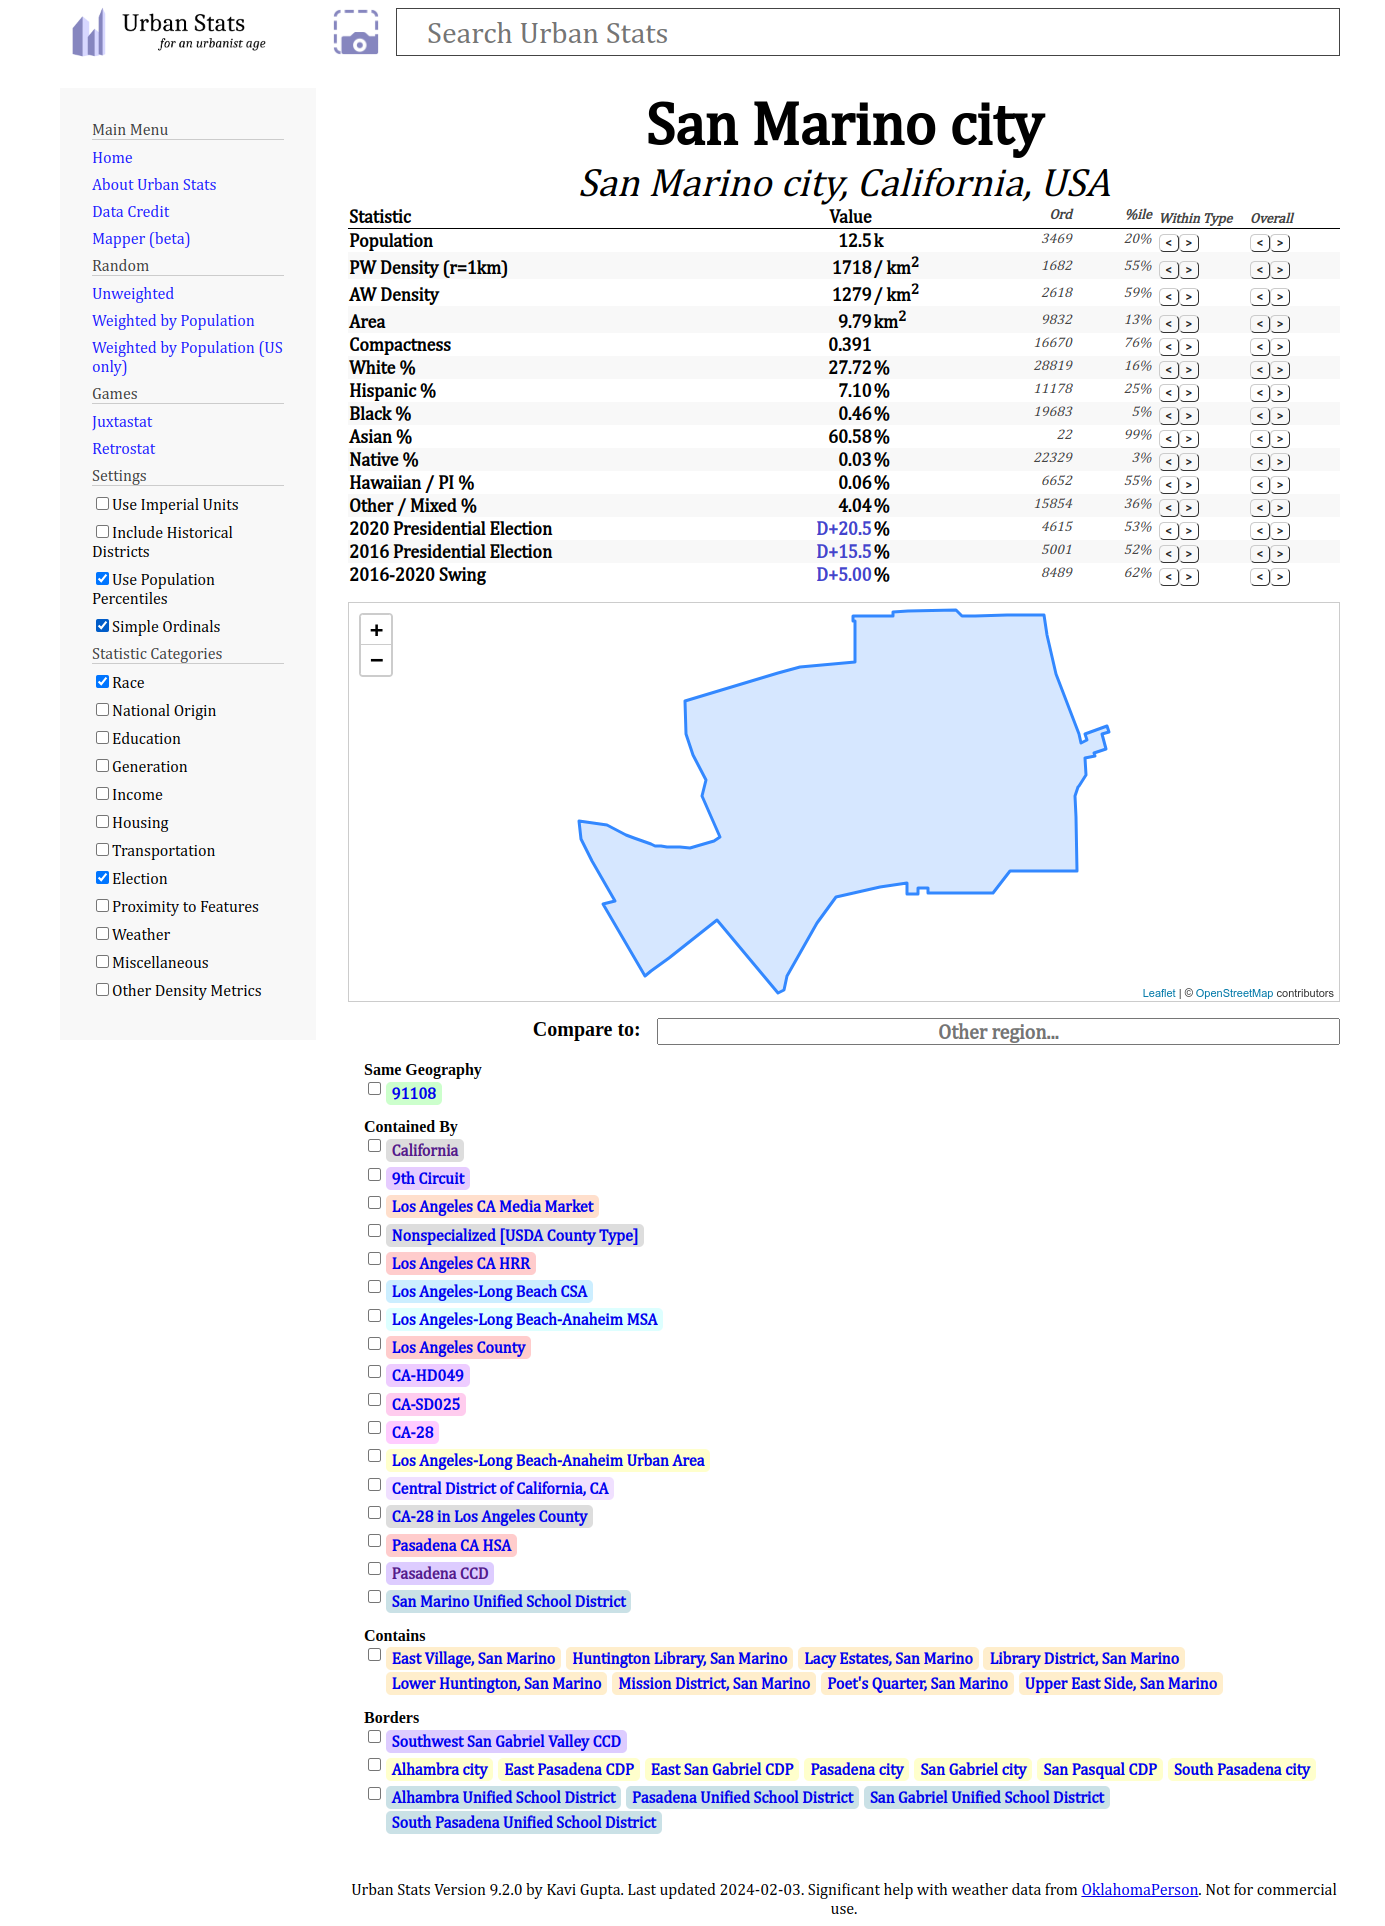 Urban Stats
for an urbanist age
Search Urban Stats
Main Menu
Home
About Urban Stats
Data Credit
Mapper (beta)
Random
Unweighted
Weighted by Population
Weighted by Population (US
only)
Games
Juxtastat
Retrostat
Settings
Use Imperial Units
Include Historical
Districts
Use Population
Percentiles
Simple Ordinals
Statistic Categories
Race
National Origin
Education
Generation
Income
Housing
Transportation
Election
Proximity to Features
Weather
Miscellaneous
Other Density Metrics
San Marino city
San Marino city, California, USA
Statistic Value Ord %ile Within Type Overall
Population 12.5 k 3469 20% < > < >
PW Density (r=1km) 1718 / km² 1682 55% < > < >
AW Density 1279 / km² 2618 59% < > < >
Area 9.79 km² 9832 13% < > < >
Compactness 0.391 16670 76% < > < >
White % 27.72 % 28819 16% < > < >
Hispanic % 7.10 % 11178 25% < > < >
Black % 0.46 % 19683 5% < > < >
Asian % 60.58 % 22 99% < > < >
Native % 0.03 % 22329 3% < > < >
Hawaiian / PI % 0.06 % 6652 55% < > < >
Other / Mixed % 4.04 % 15854 36% < > < >
2020 Presidential Election D+20.5 % 4615 53% < > < >
2016 Presidential Election D+15.5 % 5001 52% < > < >
2016-2020 Swing D+5.00 % 8489 62% < > < >
+
−
Leaflet | © OpenStreetMap contributors
Compare to: Other region...
Same Geography
91108
Contained By
California
9th Circuit
Los Angeles CA Media Market
Nonspecialized [USDA County Type]
Los Angeles CA HRR
Los Angeles-Long Beach CSA
Los Angeles-Long Beach-Anaheim MSA
Los Angeles County
CA-HD049
CA-SD025
CA-28
Los Angeles-Long Beach-Anaheim Urban Area
Central District of California, CA
CA-28 in Los Angeles County
Pasadena CA HSA
Pasadena CCD
San Marino Unified School District
Contains
East Village, San Marino Huntington Library, San Marino Lacy Estates, San Marino Library District, San Marino
Lower Huntington, San Marino Mission District, San Marino Poet's Quarter, San Marino Upper East Side, San Marino
Borders
Southwest San Gabriel Valley CCD
Alhambra city East Pasadena CDP East San Gabriel CDP Pasadena city San Gabriel city San Pasqual CDP South Pasadena city
Alhambra Unified School District Pasadena Unified School District San Gabriel Unified School District
South Pasadena Unified School District
Urban Stats Version 9.2.0 by Kavi Gupta. Last updated 2024-02-03. Significant help with weather data from OklahomaPerson. Not for commercial
use.